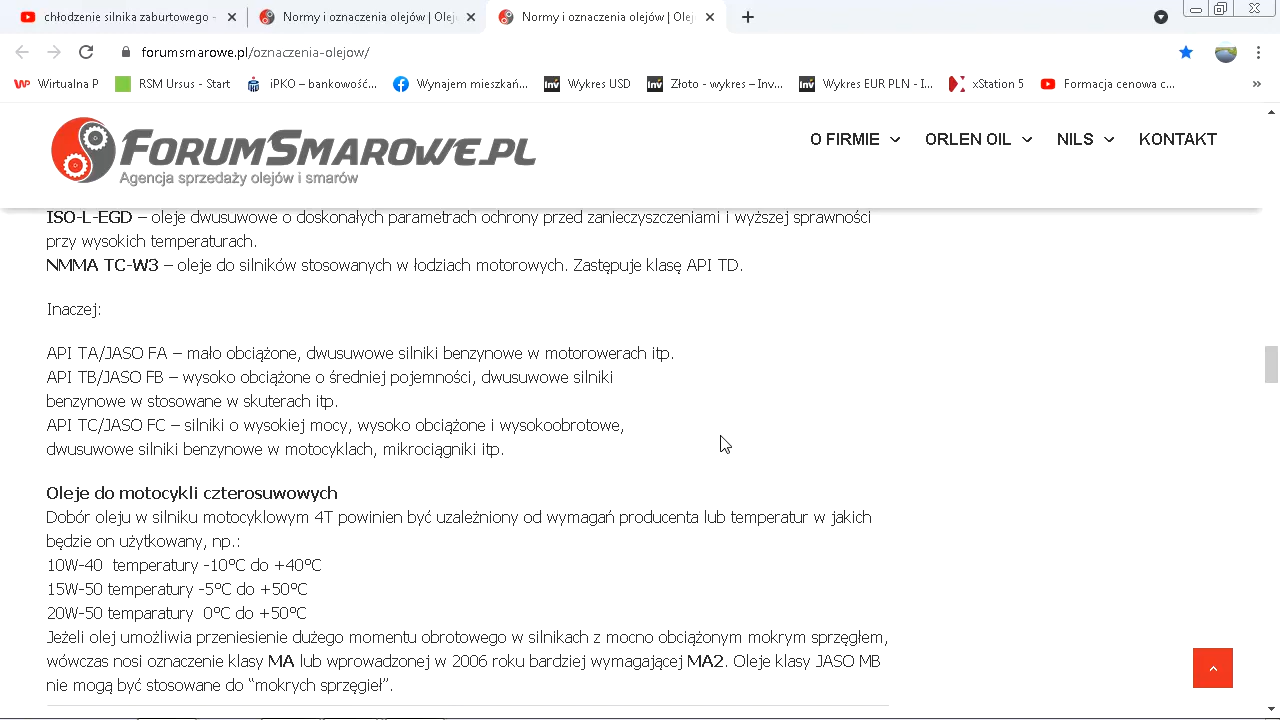 chłodzenie silnika zaburtowego -
Normy i oznaczenia olejów | Olej
Normy i oznaczenia olejów | Olej
forumsmarowe.pl/oznaczenia-olejow/
Wirtualna P
RSM Ursus - Start
iPKO – bankowość...
Wynajem mieszkań...
Wykres USD
Złoto - wykres – Inv...
Wykres EUR PLN - I...
xStation 5
Formacja cenowa c...
FORUMSMAROWE.PL
Agencja sprzedaży olejów i smarów
O FIRMIE
ORLEN OIL
NILS
KONTAKT
ISO-L-EGD – oleje dwusuwowe o doskonałych parametrach ochrony przed zanieczyszczeniami i wyższej sprawności
przy wysokich temperaturach.
NMMA TC-W3 – oleje do silników stosowanych w łodziach motorowych. Zastępuje klasę API TD.
Inaczej:
API TA/JASO FA – mało obciążone, dwusuwowe silniki benzynowe w motorowerach itp.
API TB/JASO FB – wysoko obciążone o średniej pojemności, dwusuwowe silniki
benzynowe w stosowane w skuterach itp.
API TC/JASO FC – silniki o wysokiej mocy, wysoko obciążone i wysokoobrotowe,
dwusuwowe silniki benzynowe w motocyklach, mikrociągniki itp.
Oleje do motocykli czterosuwowych
Dobór oleju w silniku motocyklowym 4T powinien być uzależniony od wymagań producenta lub temperatur w jakich
będzie on użytkowany, np.:
10W-40 temperatury -10ºC do +40ºC
15W-50 temperatury -5ºC do +50ºC
20W-50 temparatury 0ºC do +50ºC
Jeżeli olej umożliwia przeniesienie dużego momentu obrotowego w silnikach z mocno obciążonym mokrym sprzęgłem,
wówczas nosi oznaczenie klasy MA lub wprowadzonej w 2006 roku bardziej wymagającej MA2. Oleje klasy JASO MB
nie mogą być stosowane do “mokrych sprzęgieł”.